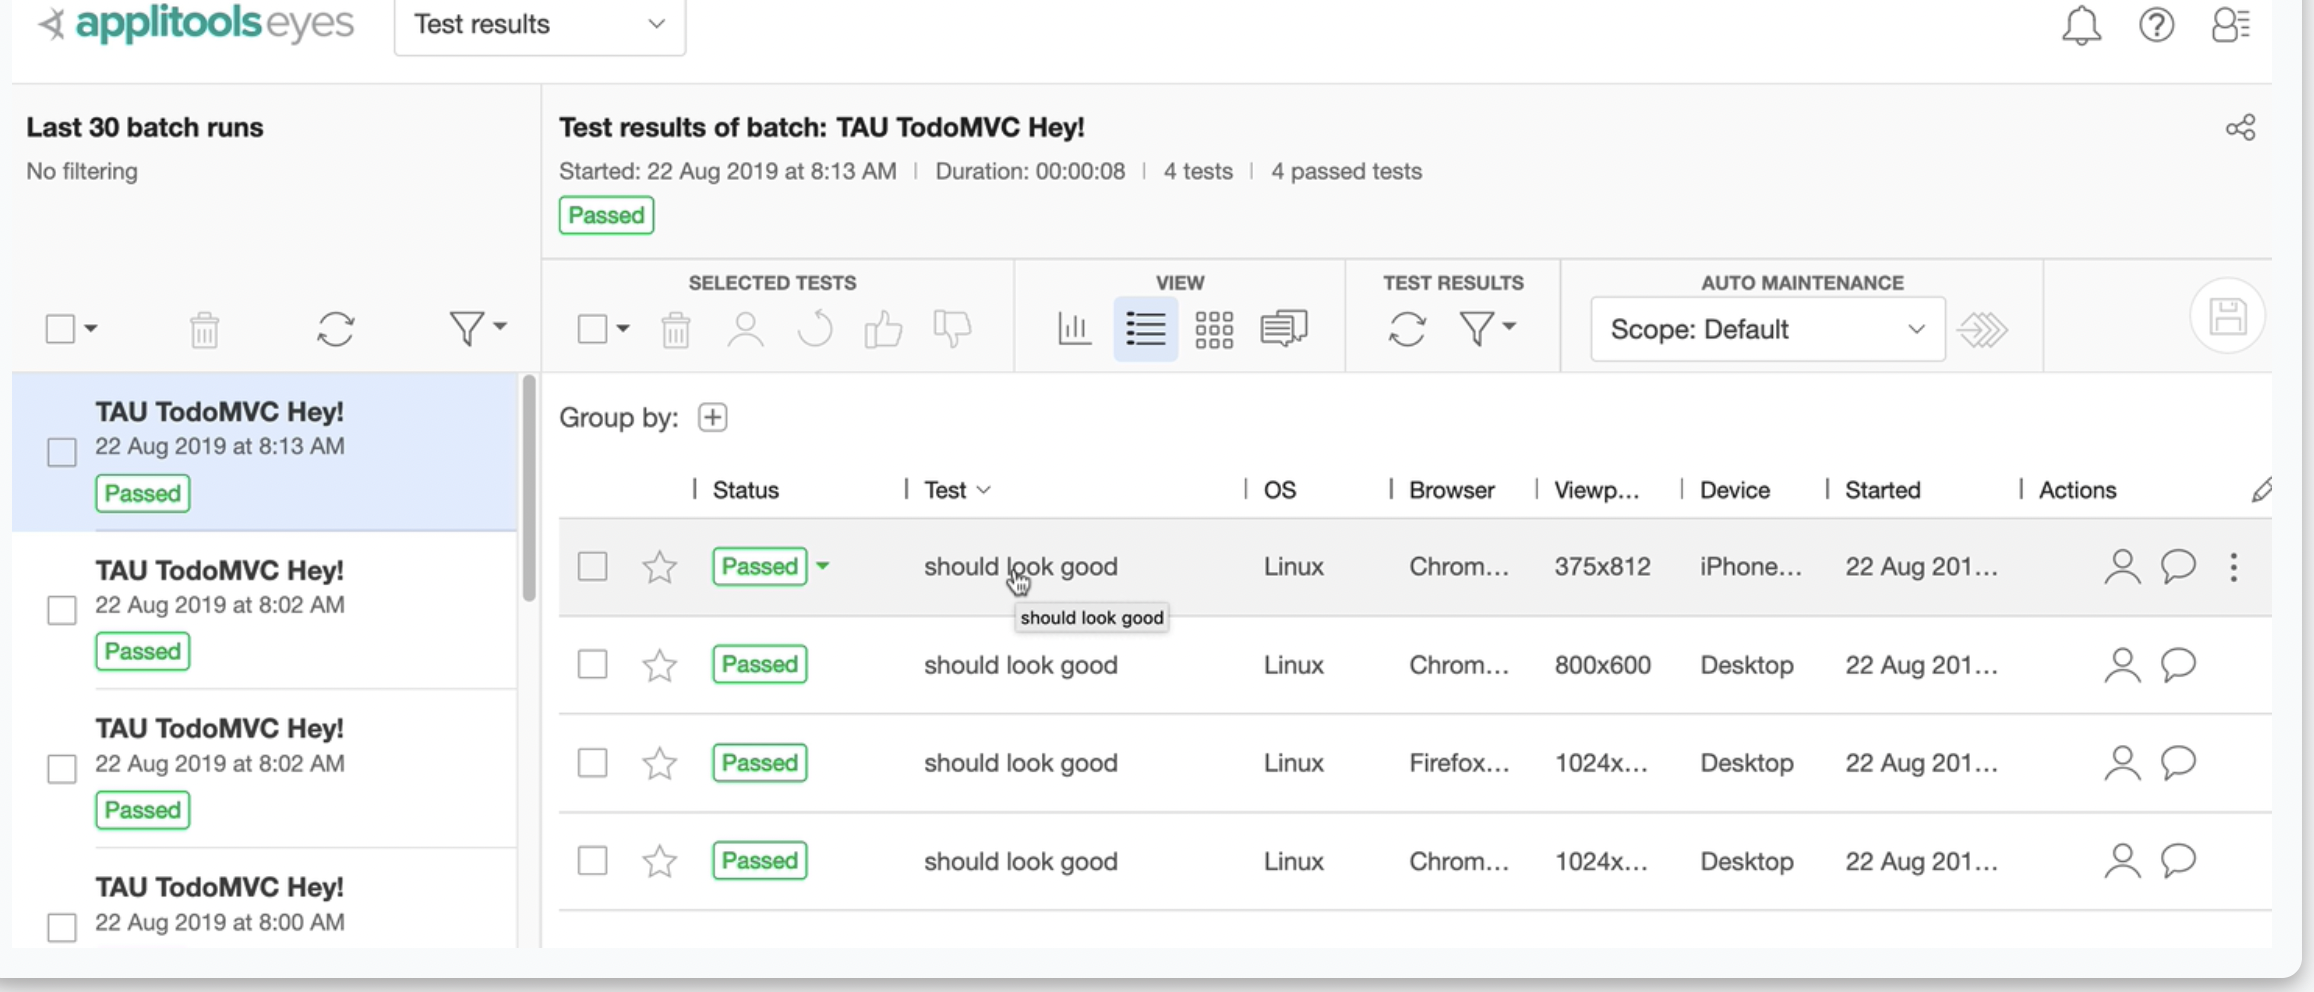 applitools eyes
Test results
Last 30 batch runs
No filtering
Test results of batch: TAU TodoMVC Hey!
Started: 22 Aug 2019 at 8:13 AM | Duration: 00:00:08 | 4 tests | 4 passed tests
Passed
SELECTED TESTS VIEW TEST RESULTS AUTO MAINTENANCE
Scope: Default
TAU TodoMVC Hey!
22 Aug 2019 at 8:13 AM
Passed
TAU TodoMVC Hey!
22 Aug 2019 at 8:02 AM
Passed
TAU TodoMVC Hey!
22 Aug 2019 at 8:02 AM
Passed
TAU TodoMVC Hey!
22 Aug 2019 at 8:00 AM
Group by:
Status Test OS Browser Viewp... Device Started Actions
Passed should look good Linux Chrom... 375x812 iPhone... 22 Aug 201...
should look good
Passed should look good Linux Chrom... 800x600 Desktop 22 Aug 201...
Passed should look good Linux Firefox... 1024x... Desktop 22 Aug 201...
Passed should look good Linux Chrom... 1024x... Desktop 22 Aug 201...